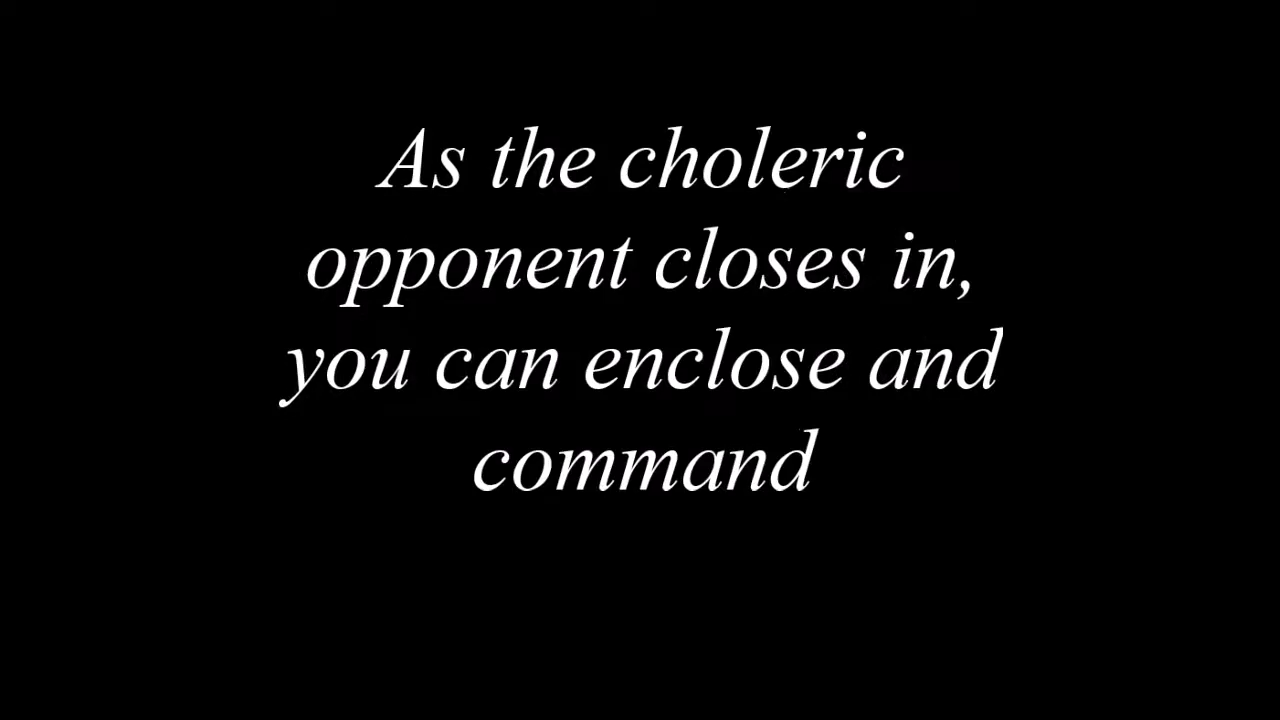 As the choleric
opponent closes in,
you can enclose and
command